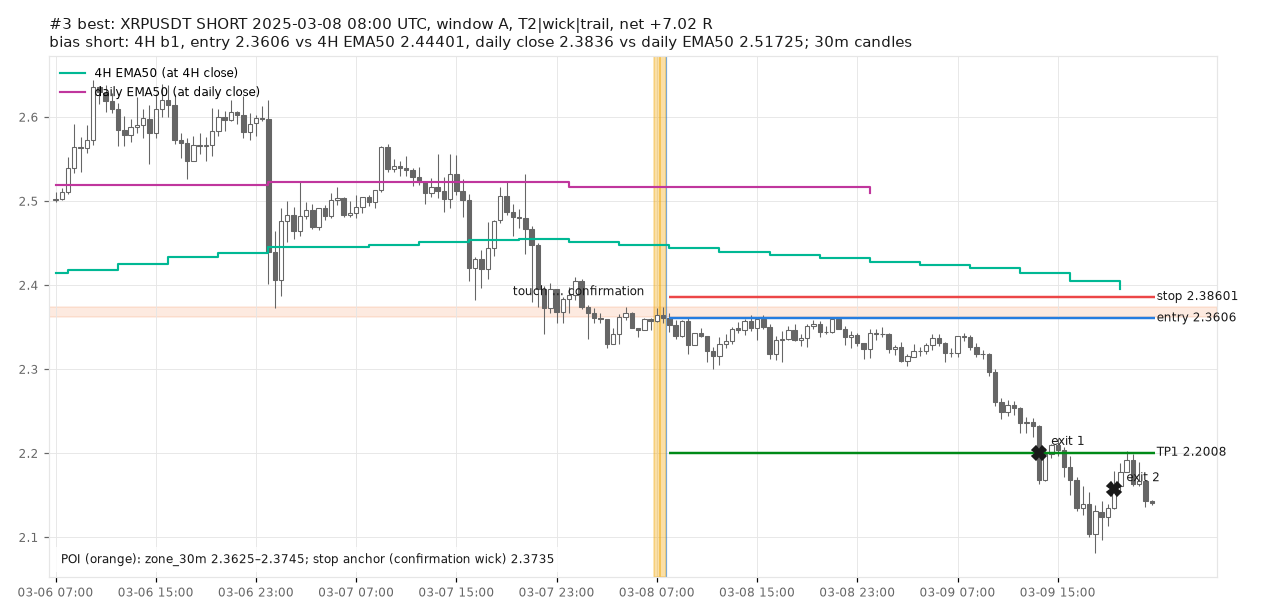 #3 best: XRPUSDT SHORT 2025-03-08 08:00 UTC, window A, T2|wick|trail, net +7.02 R
bias short: 4H b1, entry 2.3606 vs 4H EMA50 2.44401, daily close 2.3836 vs daily EMA50 2.51725; 30m candles
4H EMA50 (at 4H close)
daily EMA50 (at daily close)
2.6
2.5
2.4
2.3
2.2
2.1
touch ... confirmation
stop 2.38601
entry 2.3606
exit 1
TP1 2.2008
exit 2
POI (orange): zone_30m 2.3625–2.3745; stop anchor (confirmation wick) 2.3735
03-06 07:00 03-06 15:00 03-06 23:00 03-07 07:00 03-07 15:00 03-07 23:00 03-08 07:00 03-08 15:00 03-08 23:00 03-09 07:00 03-09 15:00